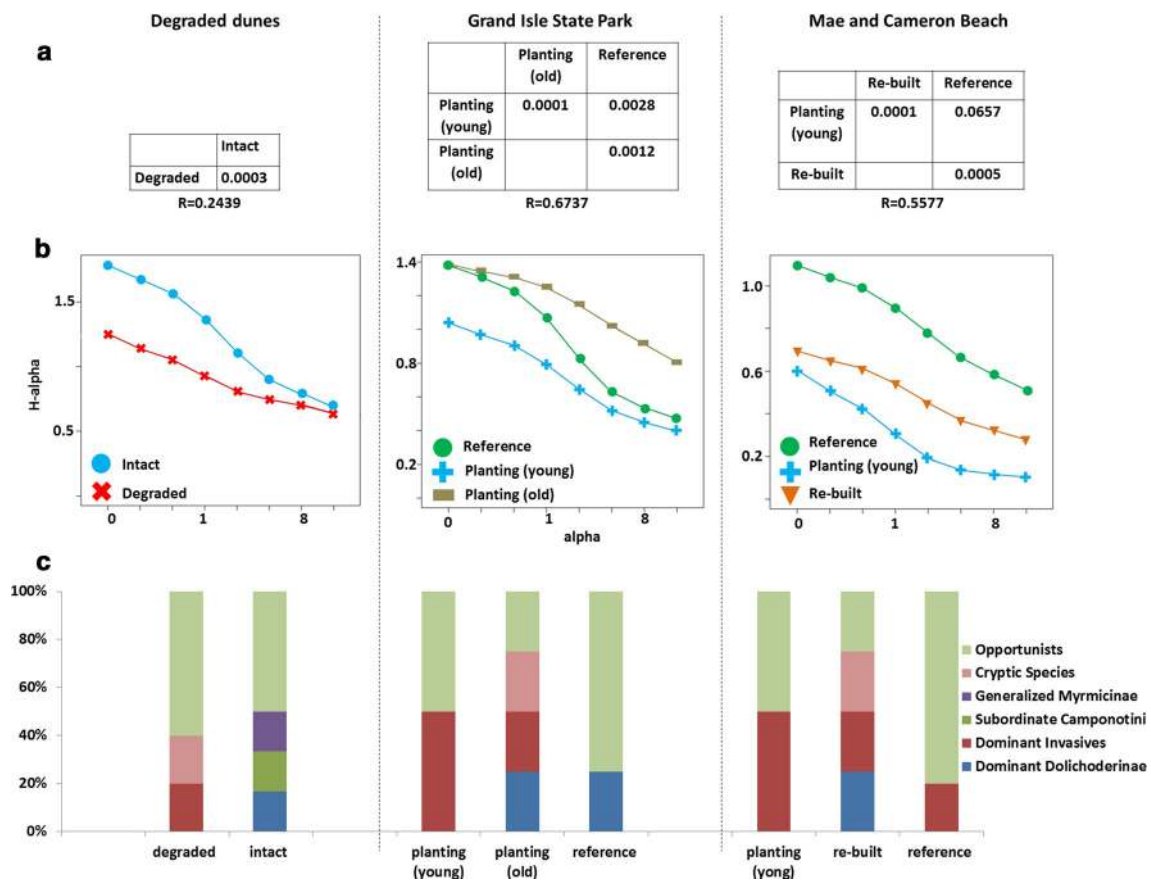 Degraded dunes
Grand Isle State Park
Mae and Cameron Beach
a
Intact
Degraded 0.0003
R=0.2439
Planting (old) Reference
Planting (young) 0.0001 0.0028
Planting (old) 0.0012
R=0.6737
Re-built Reference
Planting (young) 0.0001 0.0657
Re-built 0.0005
R=0.5577
b
H-alpha
1.5
0.5
Intact
Degraded
0 1 8
1.4
0.8
0.2
Reference
Planting (young)
Planting (old)
0 1 8
alpha
1.0
0.6
0.2
Reference
Planting (young)
Re-built
0 1 8
c
100%
80%
60%
40%
20%
0%
degraded
intact
planting (young)
planting (old)
reference
planting (yong)
re-built
reference
Opportunists
Cryptic Species
Generalized Myrmicinae
Subordinate Camponotini
Dominant Invasives
Dominant Dolichoderinae